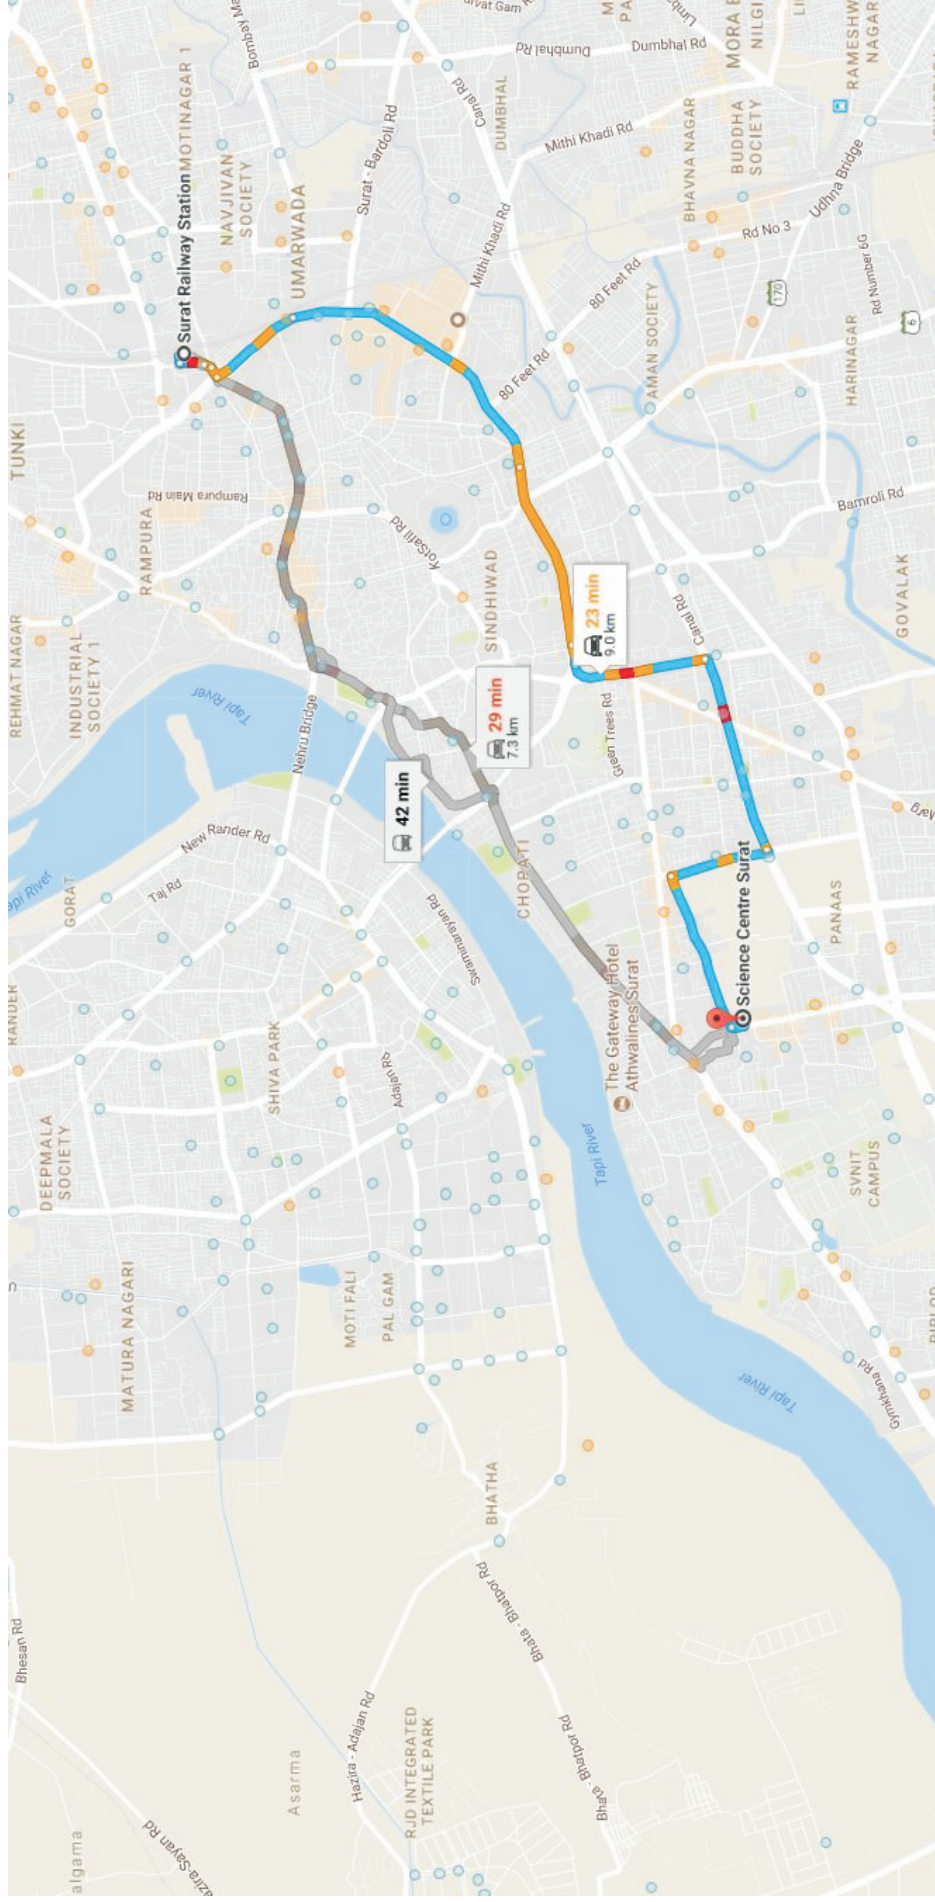 Bhesan Rd
algama
Asarma
Hazira - Adajan Rd
RJD INTEGRATED
TEXTILE PARK
Bhata - Bhatpor Rd
Bhata - Bhatpor Rd
BHATHA
MATURA NAGARI
MOTI FALI
PAL GAM
DEEPMALA
SOCIETY
SHIVA PARK
Adajan Rd
RANDER
GORAT
Taj Rd
New Rander Rd
Swaminarayan Rd
Tapi River
Tapi River
Tapi River
Tapi River
Nehru Bridge
REHMAT NAGAR
INDUSTRIAL
SOCIETY 1
RAMPURA
Rampura Main Rd
TUNKI
Surat Railway Station
MOTINAGAR 1
NAVJIVAN
SOCIETY
UMARWADA
Surat - Bardoli Rd
Dumbhal Rd
Dumbhal Rd
Canal Rd
DUMBHAL
Mithi Khadi Rd
Mithi Khadi Rd
BHAVNA NAGAR
BUDDHA
SOCIETY
NILGI
RAMESHW
NAGAR
Udhna Bridge
Rd No 3
170
Rd Number 6G
6
HARINAGAR
AMAN SOCIETY
80 Feet Rd
80 Feet Rd
Bamroli Rd
GOVALAK
KotSafil Rd
SINDHIWAD
23 min
9.0 km
29 min
7.3 km
42 min
Canal Rd
Green Trees Rd
CHOPATI
The Gateway Hotel
Athwalines Surat
Science Centre Surat
PANAAS
SVNIT
CAMPUS
Gymkhana Rd